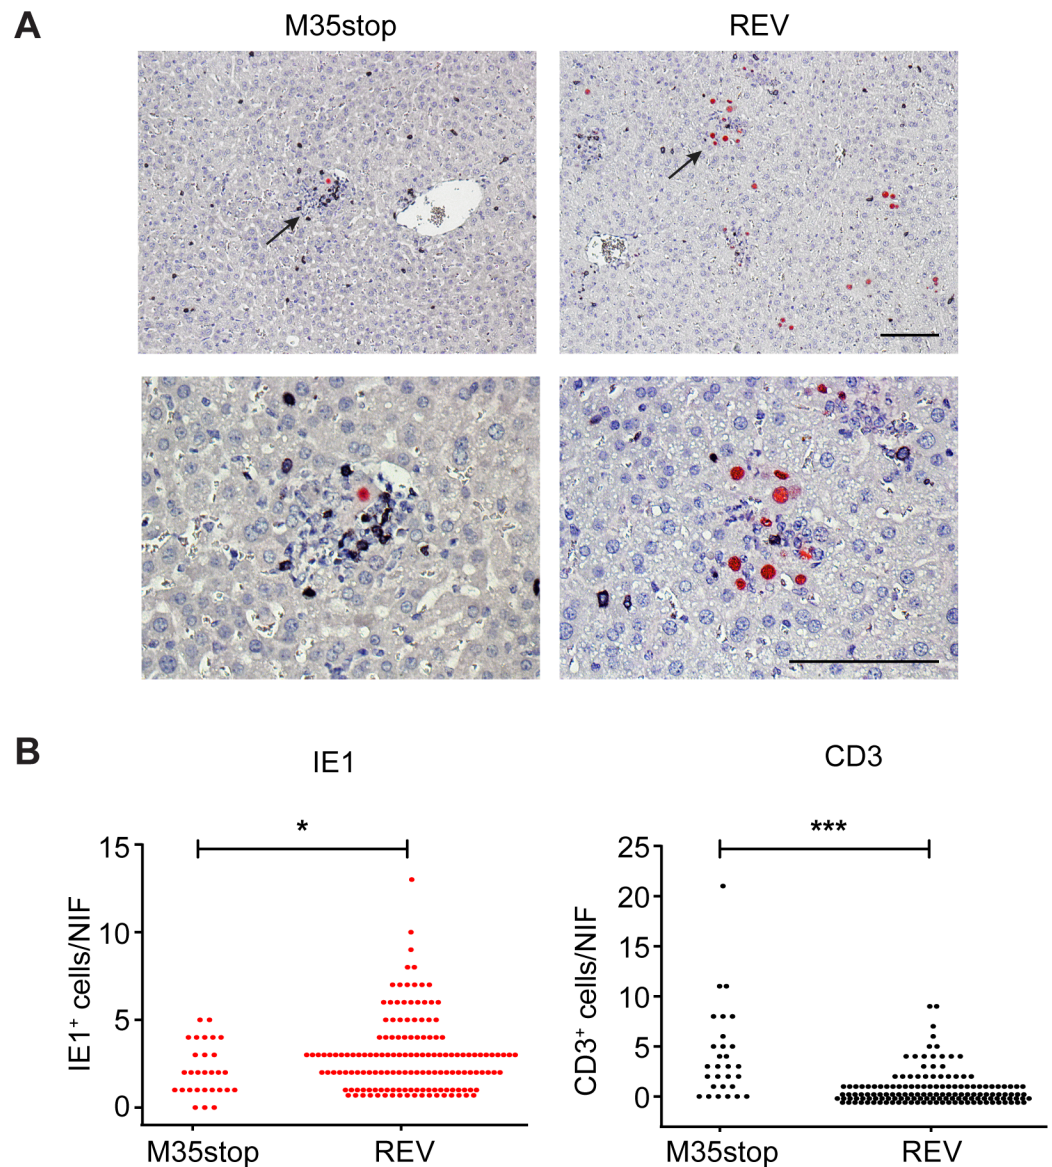 A
M35stop
REV
B
IE1
CD3
*
***
IE1⁺ cells/NIF
15
10
5
0
M35stop
REV
CD3⁺ cells/NIF
25
20
15
10
5
0
M35stop
REV